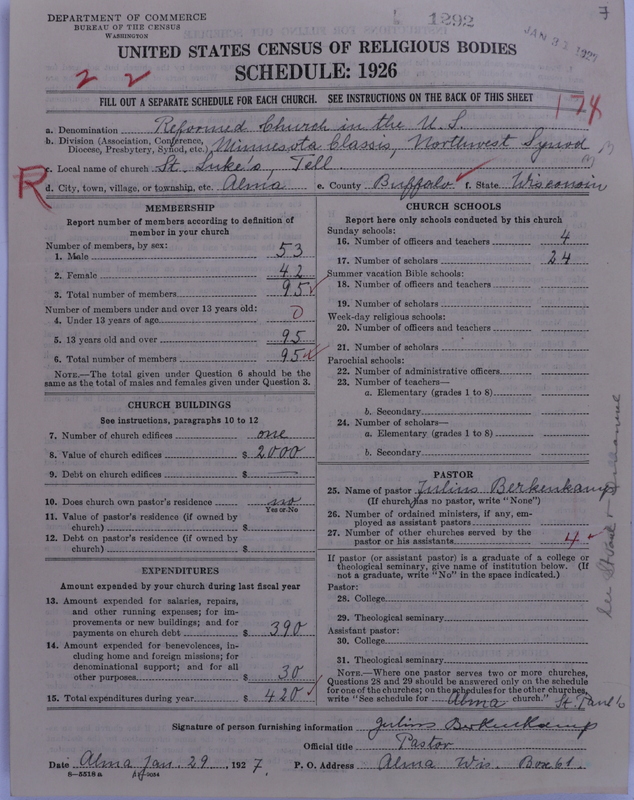 7
DEPARTMENT OF COMMERCE
BUREAU OF THE CENSUS
WASHINGTON
1292
JAN 31 1927
UNITED STATES CENSUS OF RELIGIOUS BODIES
SCHEDULE: 1926
2 2
FILL OUT A SEPARATE SCHEDULE FOR EACH CHURCH. SEE INSTRUCTIONS ON THE BACK OF THIS SHEET
174
a. Denomination Reformed Church in the U. S
b. Division (Association, Conference, Diocese, Presbytery, Synod, etc.) Minnesota Classis, Northwest Synod
c. Local name of church St. Luke's, Tell.
R
d. City, town, village, or township, etc. Alma e. County Buffalo f. State Wisconsin
MEMBERSHIP
Report number of members according to definition of
member in your church
Number of members, by sex:
1. Male 53
2. Female 42
3. Total number of members 95
Number of members under and over 13 years old:
4. Under 13 years of age 0
5. 13 years old and over 95
6. Total number of members 95
NOTE.—The total given under Question 6 should be
same as the total of males and females given under Question 3.
CHURCH BUILDINGS
See instructions, paragraphs 10 to 12
7. Number of church edifices one
8. Value of church edifices $ 2000
9. Debt on church edifices $
10. Does church own pastor's residence no
Yes or No
11. Value of pastor's residence (if owned by
church) $
12. Debt on pastor's residence (if owned by
church) $
EXPENDITURES
Amount expended by your church during last fiscal year
13. Amount expended for salaries, repairs,
and other running expenses; for im-
provements or new buildings; and for
payments on church debt $ 390
14. Amount expended for benevolences, in-
cluding home and foreign missions; for
denominational support; and for all
other purposes $ 30
15. Total expenditures during year $ 420
CHURCH SCHOOLS
Report here only schools conducted by this church
Sunday schools:
16. Number of officers and teachers 4
17. Number of scholars 24
Summer vacation Bible schools:
18. Number of officers and teachers
19. Number of scholars
Week-day religious schools:
20. Number of officers and teachers
21. Number of scholars
Parochial schools:
22. Number of administrative officers
23. Number of teachers—
a. Elementary (grades 1 to 8)
b. Secondary
24. Number of scholars—
a. Elementary (grades 1 to 8)
b. Secondary
PASTOR
25. Name of pastor Julius Berkenkamp
(If church has no pastor, write "None")
26. Number of ordained ministers, if any, em-
ployed as assistant pastors
27. Number of other churches served by the
pastor or his assistants 4
If pastor (or assistant pastor) is a graduate of a college or
theological seminary, give name of institution below. (If
not a graduate, write "No" in the space indicated.)
Pastor:
28. College
29. Theological seminary
Assistant pastor:
30. College
31. Theological seminary
NOTE.—Where one pastor serves two or more churches,
Questions 28 and 29 should be answered only on the schedule
for one of the churches; on the schedules for the other churches,
write "See schedule for Alma church." St. Paul's
Signature of person furnishing information Julius Berkenkamp
Official title Pastor
Date Alma Jan. 29, 1927 P. O. Address Alma Wis. Box 61.
8—5518 a